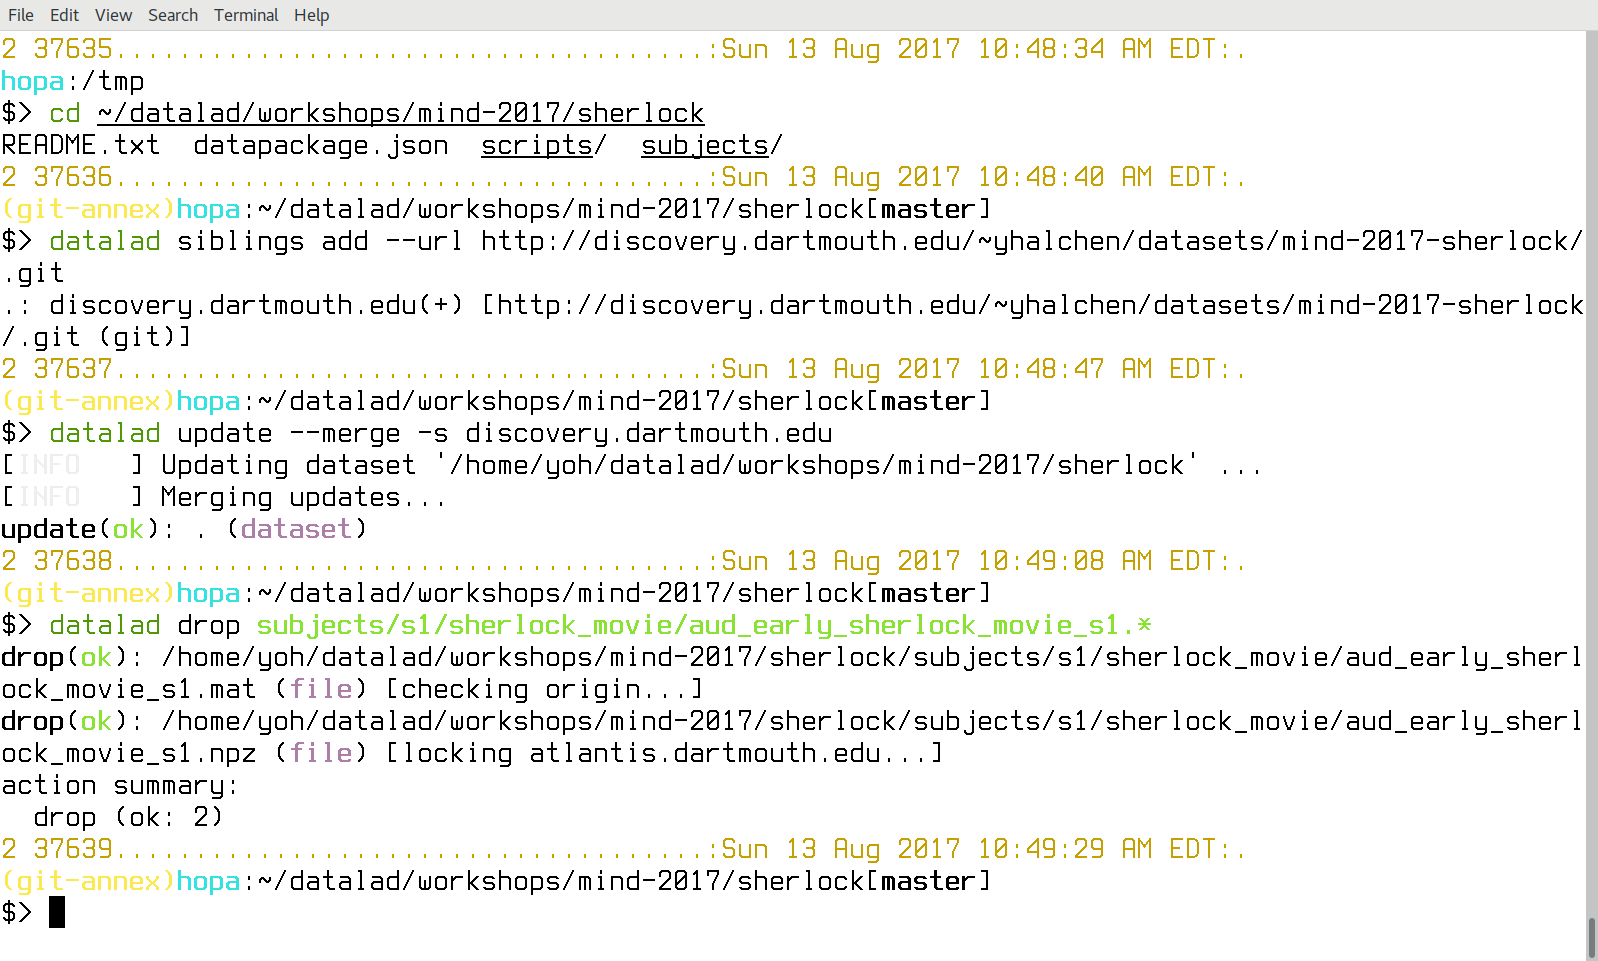 File Edit View Search Terminal Help
2 37635.....................................:Sun 13 Aug 2017 10:48:34 AM EDT:.
hopa:/tmp
$> cd ~/datalad/workshops/mind-2017/sherlock
README.txt  datapackage.json  scripts/  subjects/
2 37636.....................................:Sun 13 Aug 2017 10:48:40 AM EDT:.
(git-annex)hopa:~/datalad/workshops/mind-2017/sherlock[master]
$> datalad siblings add --url http://discovery.dartmouth.edu/~yhalchen/datasets/mind-2017-sherlock/
.git
.: discovery.dartmouth.edu(+) [http://discovery.dartmouth.edu/~yhalchen/datasets/mind-2017-sherlock
/.git (git)]
2 37637.....................................:Sun 13 Aug 2017 10:48:47 AM EDT:.
(git-annex)hopa:~/datalad/workshops/mind-2017/sherlock[master]
$> datalad update --merge -s discovery.dartmouth.edu
[INFO   ] Updating dataset '/home/yoh/datalad/workshops/mind-2017/sherlock' ...
[INFO   ] Merging updates...
update(ok): . (dataset)
2 37638.....................................:Sun 13 Aug 2017 10:49:08 AM EDT:.
(git-annex)hopa:~/datalad/workshops/mind-2017/sherlock[master]
$> datalad drop subjects/s1/sherlock_movie/aud_early_sherlock_movie_s1.*
drop(ok): /home/yoh/datalad/workshops/mind-2017/sherlock/subjects/s1/sherlock_movie/aud_early_sherl
ock_movie_s1.mat (file) [checking origin...]
drop(ok): /home/yoh/datalad/workshops/mind-2017/sherlock/subjects/s1/sherlock_movie/aud_early_sherl
ock_movie_s1.npz (file) [locking atlantis.dartmouth.edu...]
action summary:
  drop (ok: 2)
2 37639.....................................:Sun 13 Aug 2017 10:49:29 AM EDT:.
(git-annex)hopa:~/datalad/workshops/mind-2017/sherlock[master]
$>